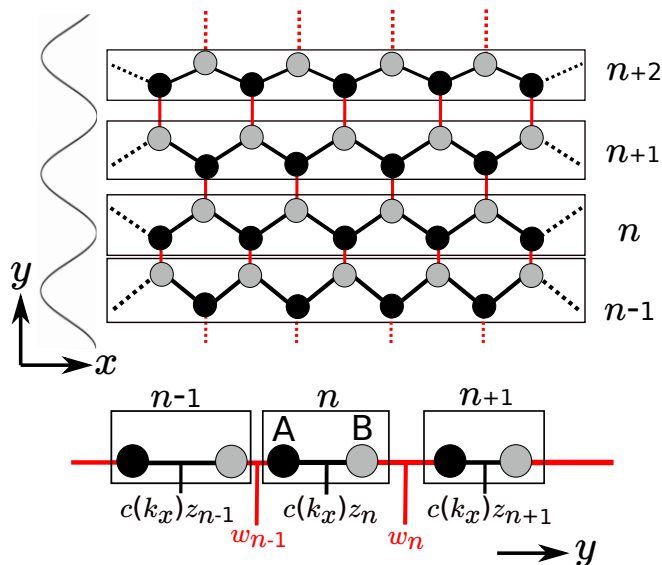 n+2
n+1
n
n-1
y
x
n-1 n n+1
A B
c(kₓ)zₙ₋₁ c(kₓ)zₙ c(kₓ)zₙ₊₁
wₙ₋₁ wₙ
y